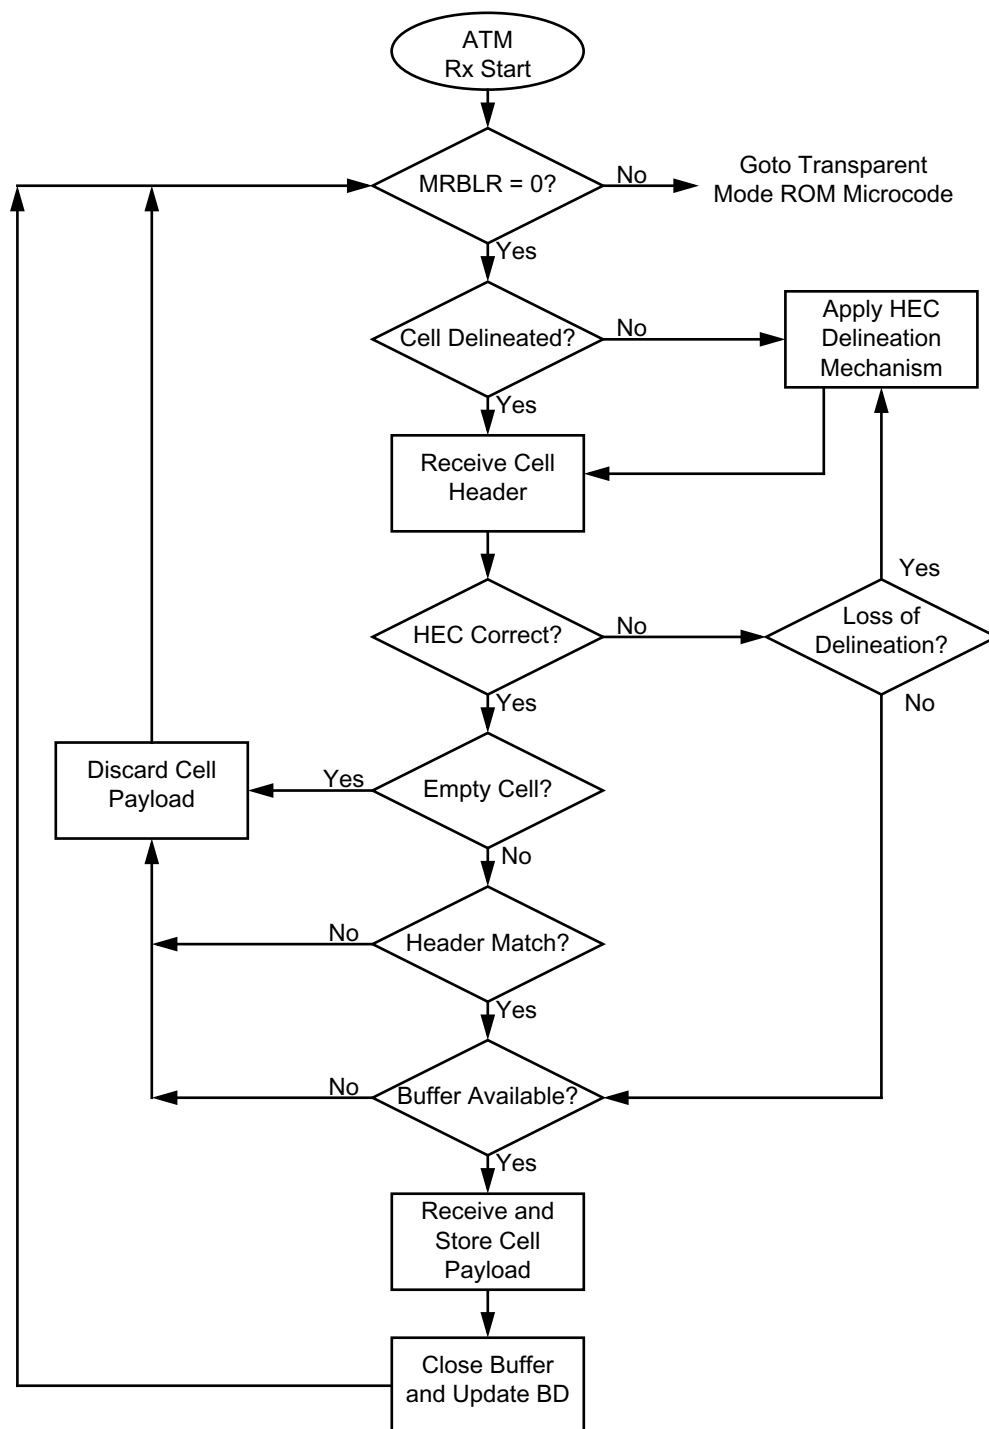 ATM
Rx Start
MRBLR = 0?
No
Goto Transparent
Mode ROM Microcode
Yes
Cell Delineated?
No
Apply HEC
Delineation
Mechanism
Yes
Receive Cell
Header
HEC Correct?
No
Loss of
Delineation?
Yes
No
Yes
Empty Cell?
Yes
Discard Cell
Payload
No
Header Match?
No
Yes
Buffer Available?
No
Yes
Receive and
Store Cell
Payload
Close Buffer
and Update BD